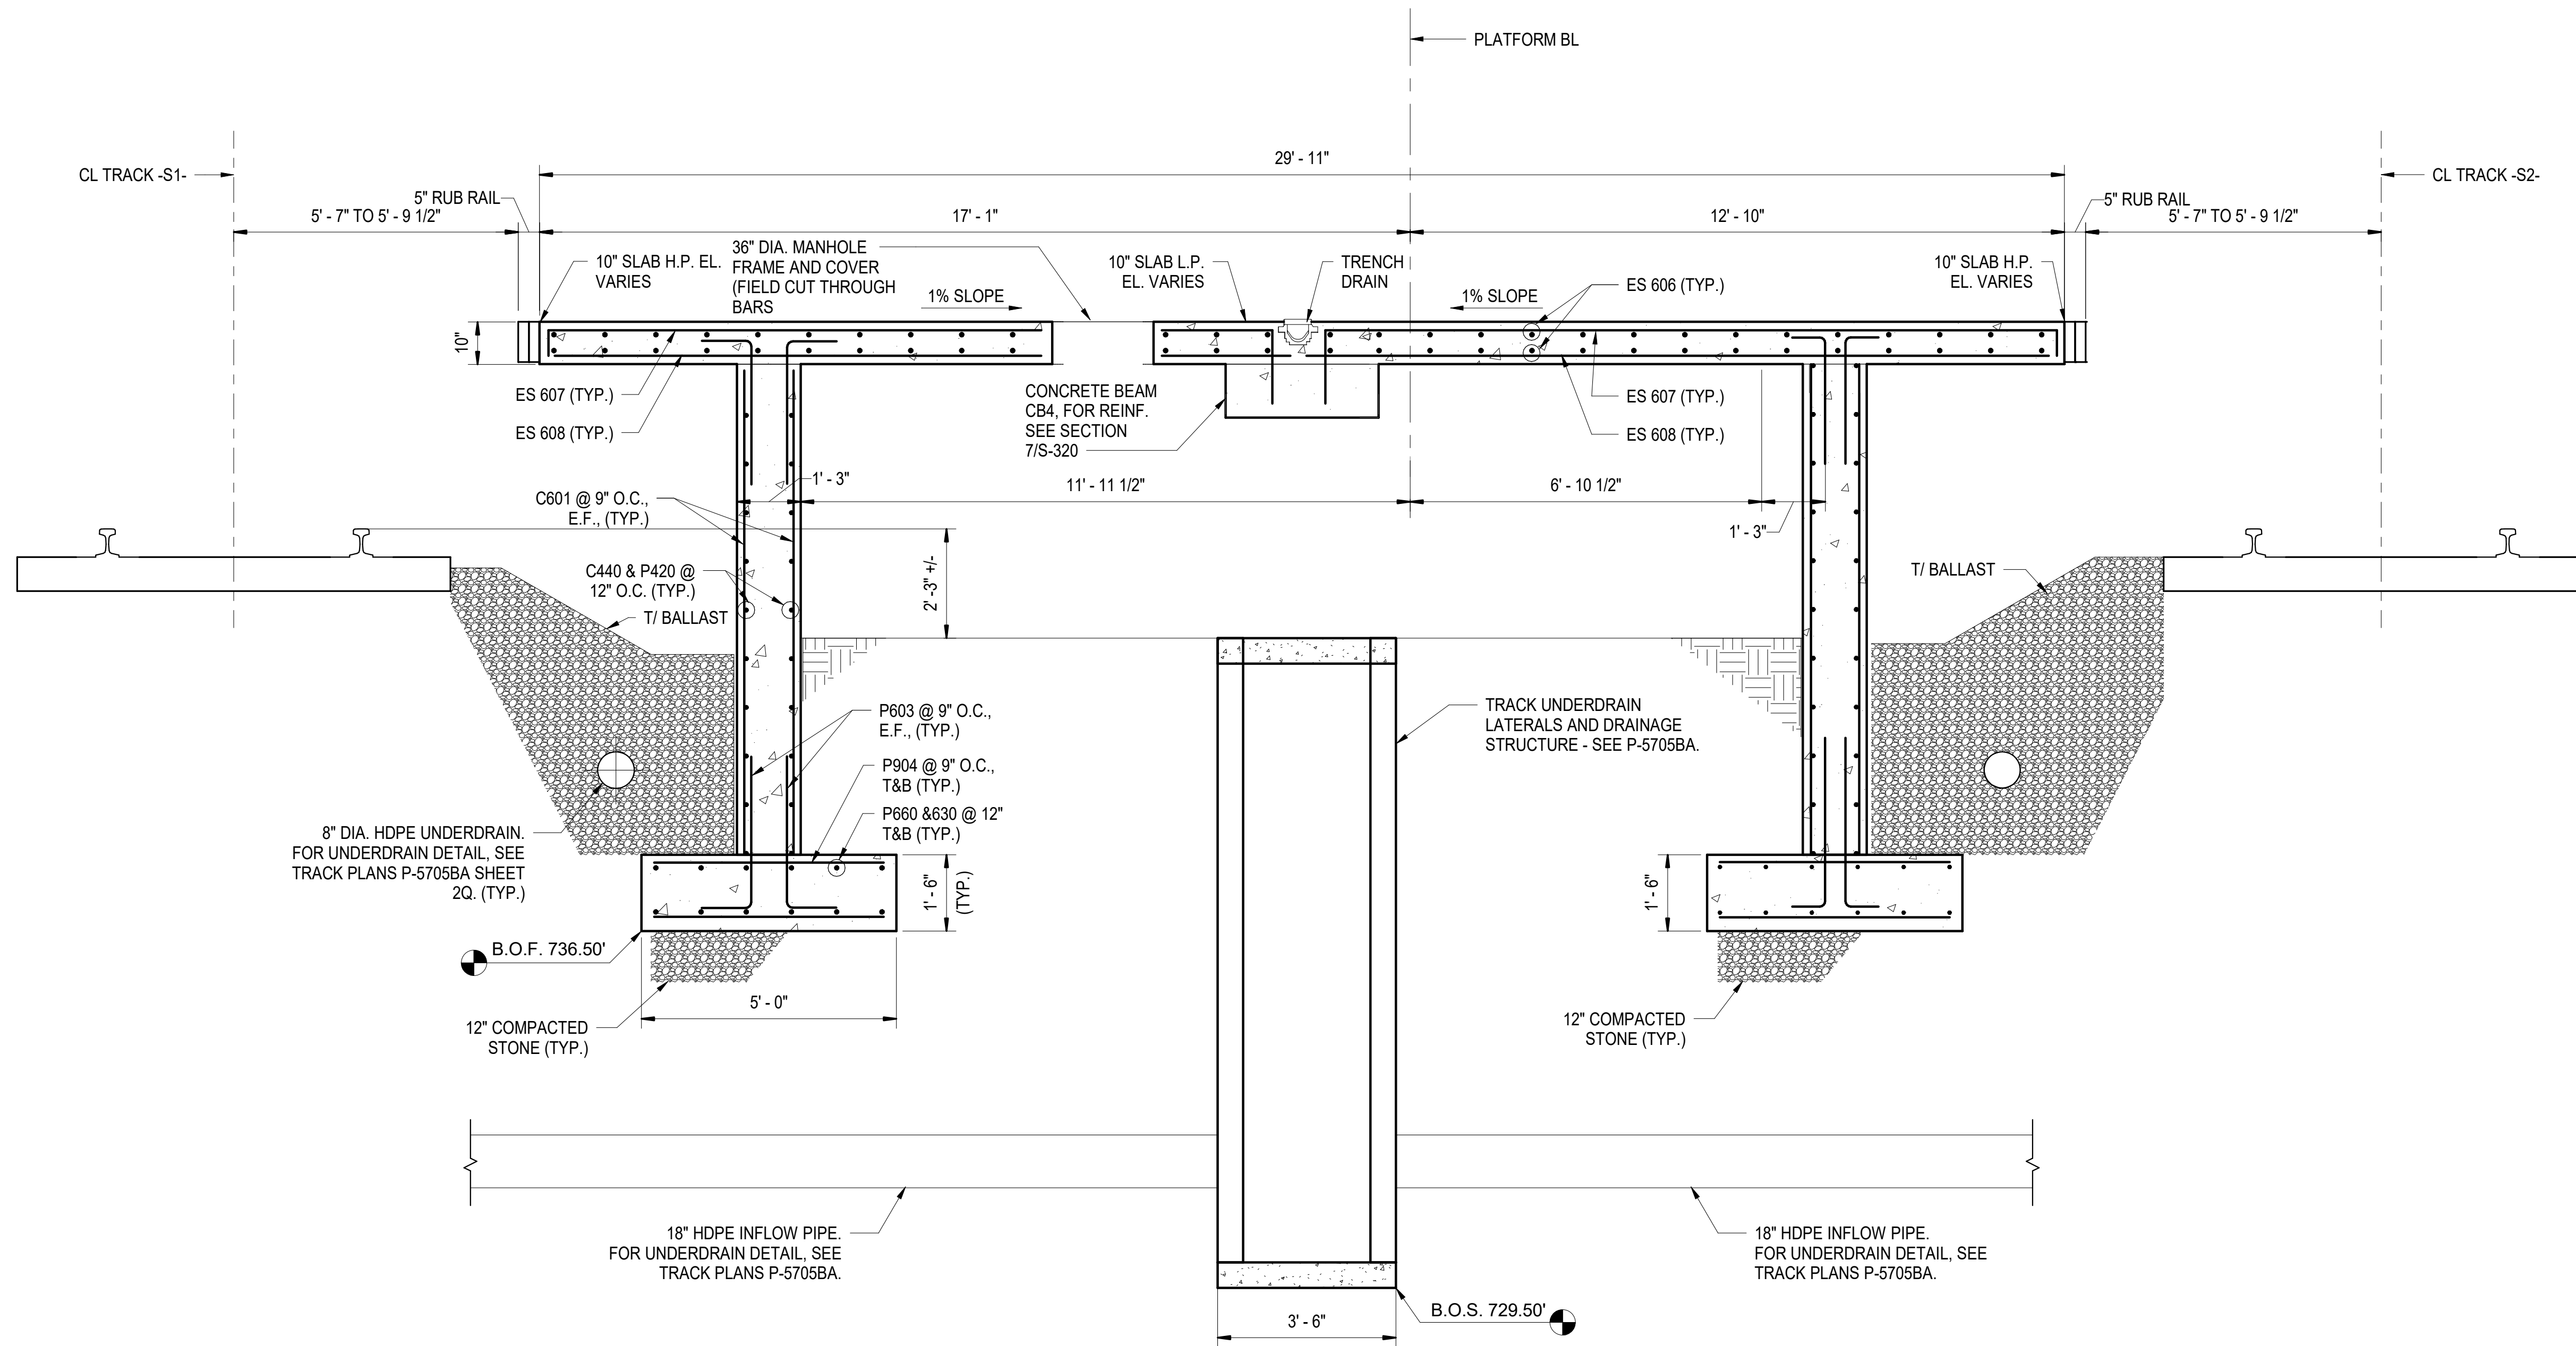 PLATFORM BL
29' - 11"
CL TRACK -S1-
CL TRACK -S2-
5" RUB RAIL
5" RUB RAIL
5' - 7" TO 5' - 9 1/2"
17' - 1"
12' - 10"
5' - 7" TO 5' - 9 1/2"
10" SLAB H.P. EL.
VARIES
36" DIA. MANHOLE
FRAME AND COVER
(FIELD CUT THROUGH
BARS
1% SLOPE
10" SLAB L.P.
EL. VARIES
TRENCH
DRAIN
1% SLOPE
ES 606 (TYP.)
10" SLAB H.P.
EL. VARIES
10"
ES 607 (TYP.)
ES 608 (TYP.)
CONCRETE BEAM
CB4, FOR REINF.
SEE SECTION
7/S-320
ES 607 (TYP.)
ES 608 (TYP.)
1' - 3"
11' - 11 1/2"
6' - 10 1/2"
1' - 3"
C601 @ 9" O.C.,
E.F., (TYP.)
C440 & P420 @
12" O.C. (TYP.)
T/ BALLAST
2' -3" +/-
T/ BALLAST
P603 @ 9" O.C.,
E.F., (TYP.)
P904 @ 9" O.C.,
T&B (TYP.)
P660 &630 @ 12"
T&B (TYP.)
TRACK UNDERDRAIN
LATERALS AND DRAINAGE
STRUCTURE - SEE P-5705BA.
8" DIA. HDPE UNDERDRAIN.
FOR UNDERDRAIN DETAIL, SEE
TRACK PLANS P-5705BA SHEET
2Q. (TYP.)
1' - 6"
(TYP.)
1' - 6"
B.O.F. 736.50'
5' - 0"
12" COMPACTED
STONE (TYP.)
12" COMPACTED
STONE (TYP.)
18" HDPE INFLOW PIPE.
FOR UNDERDRAIN DETAIL, SEE
TRACK PLANS P-5705BA.
18" HDPE INFLOW PIPE.
FOR UNDERDRAIN DETAIL, SEE
TRACK PLANS P-5705BA.
B.O.S. 729.50'
3' - 6"